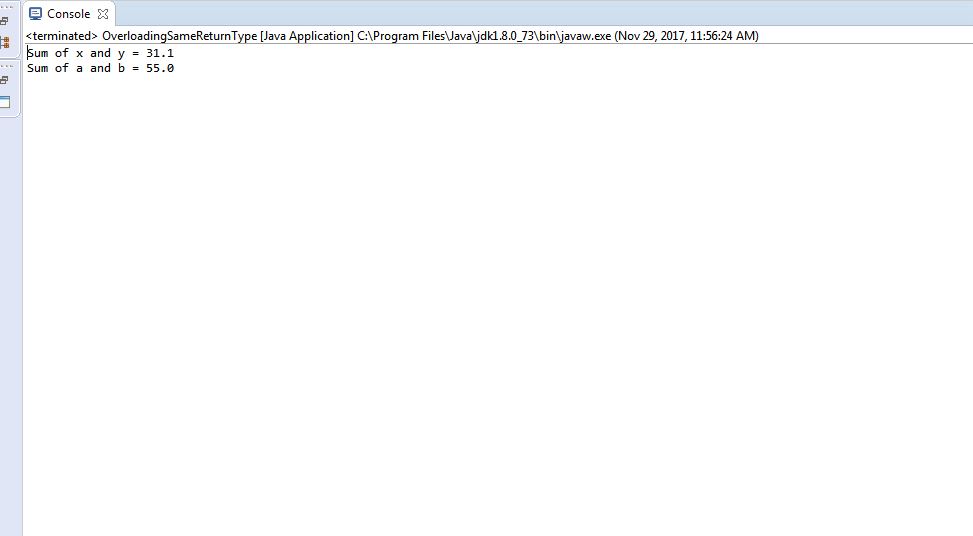 Console
<terminated> OverloadingSameReturnType [Java Application] C:\Program Files\Java\jdk1.8.0_73\bin\javaw.exe (Nov 29, 2017, 11:56:24 AM)
Sum of x and y = 31.1
Sum of a and b = 55.0